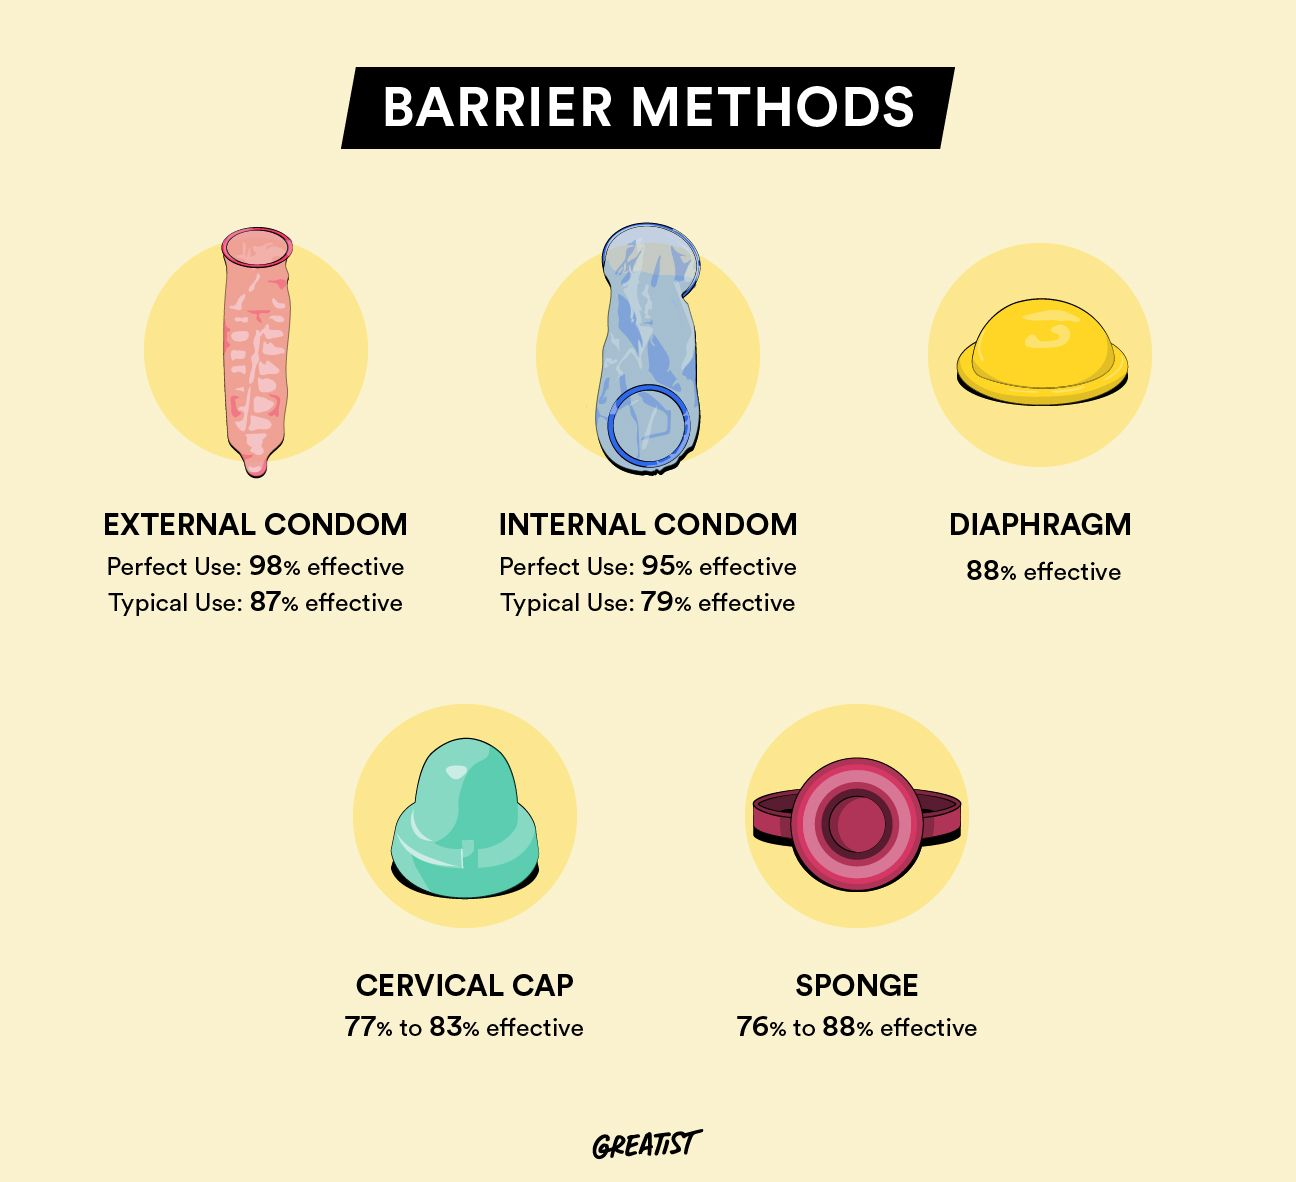 BARRIER METHODS
EXTERNAL CONDOM
Perfect Use: 98% effective
Typical Use: 87% effective
INTERNAL CONDOM
Perfect Use: 95% effective
Typical Use: 79% effective
DIAPHRAGM
88% effective
CERVICAL CAP
77% to 83% effective
SPONGE
76% to 88% effective
GREATIST